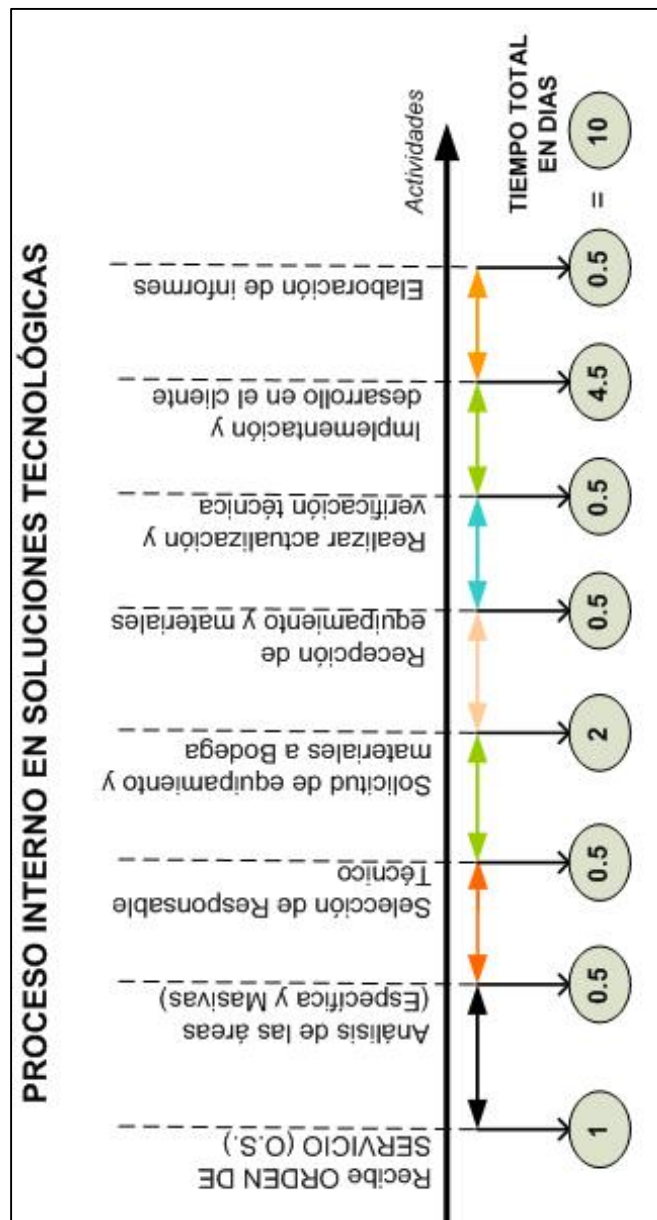 PROCESO INTERNO EN SOLUCIONES TECNOLÓGICAS
Recibe ORDEN DE
SERVICIO (O.S.)
Análisis de las áreas
(Específica y Masivas)
Selección de Responsable
Técnico
Solicitud de equipamiento y
materiales a Bodega
Recepción de
equipamiento y materiales
Realizar actualización y
verificación técnica
Implementación y
desarrollo en el cliente
Elaboración de informes
Actividades
TIEMPO TOTAL
EN DIAS
1
0.5
0.5
2
0.5
0.5
4.5
0.5
=
10